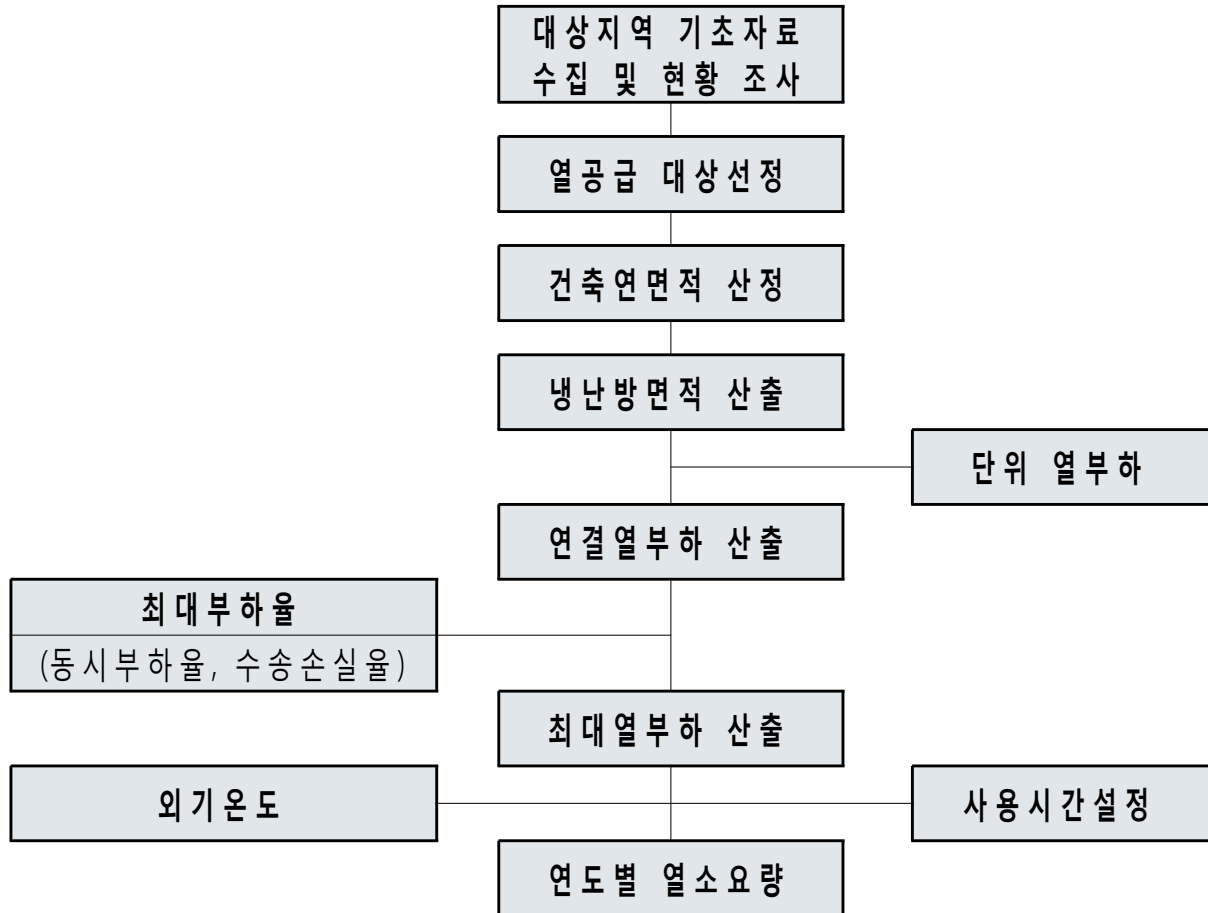 대상지역 기초자료
수집 및 현황 조사
열공급 대상선정
건축연면적 산정
냉난방면적 산출
단위 열부하
연결열부하 산출
최대부하율
(동시부하율, 수송손실율)
최대열부하 산출
외기온도
사용시간설정
연도별 열소요량